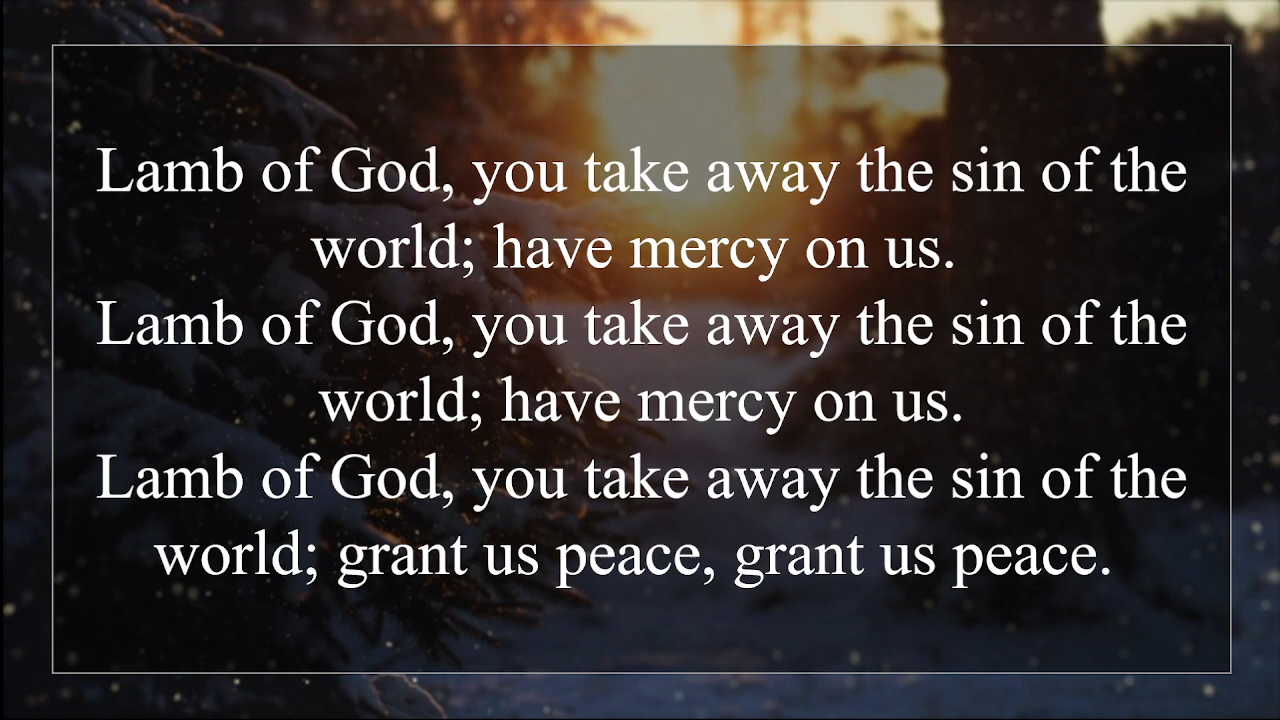 Lamb of God, you take away the sin of the
world; have mercy on us.
Lamb of God, you take away the sin of the
world; have mercy on us.
Lamb of God, you take away the sin of the
world; grant us peace, grant us peace.